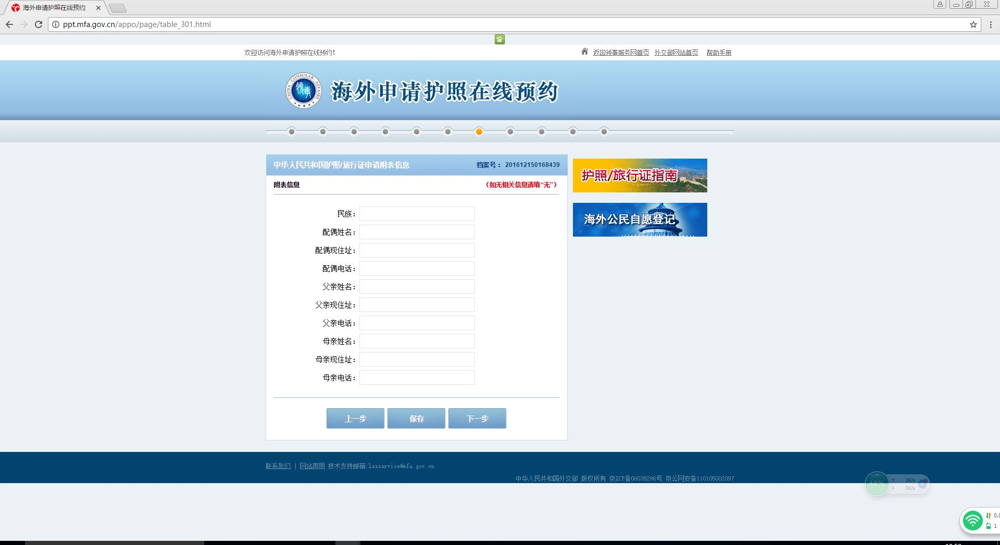 海外申请护照在线预约
ppt.mfa.gov.cn/appo/page/table_301.html
欢迎访问海外申请护照在线预约!
返回领事服务网首页 外交部网站首页 帮助手册
CHINA CONSULAR AFFAIRS
领事
海外申请护照在线预约
中华人民共和国护照/旅行证申请附表信息 档案号： 201612150168439
附表信息 （如无相关信息请填“无”）
护照/旅行证指南
海外公民自愿登记
民族：
配偶姓名：
配偶现住址：
配偶电话：
父亲姓名：
父亲现住址：
父亲电话：
母亲姓名：
母亲现住址：
母亲电话：
上一步 保存 下一步
联系我们 | 网站声明 技术支持邮箱:lssservice@mfa.gov.cn
中华人民共和国外交部 版权所有 京ICP备06038296号 京公网安备110105002097
48% 0K/s
0K/s
0.0
1